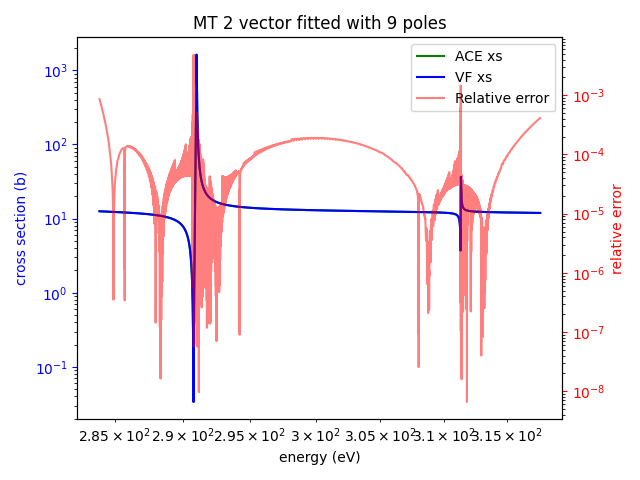 MT 2 vector fitted with 9 poles
ACE xs
VF xs
Relative error
cross section (b)
10³
10²
10¹
10⁰
10⁻¹
relative error
10⁻³
10⁻⁴
10⁻⁵
10⁻⁶
10⁻⁷
10⁻⁸
2.85 × 10² 2.9 × 10² 2.95 × 10² 3 × 10² 3.05 × 10² 3.1 × 10² 3.15 × 10²
energy (eV)